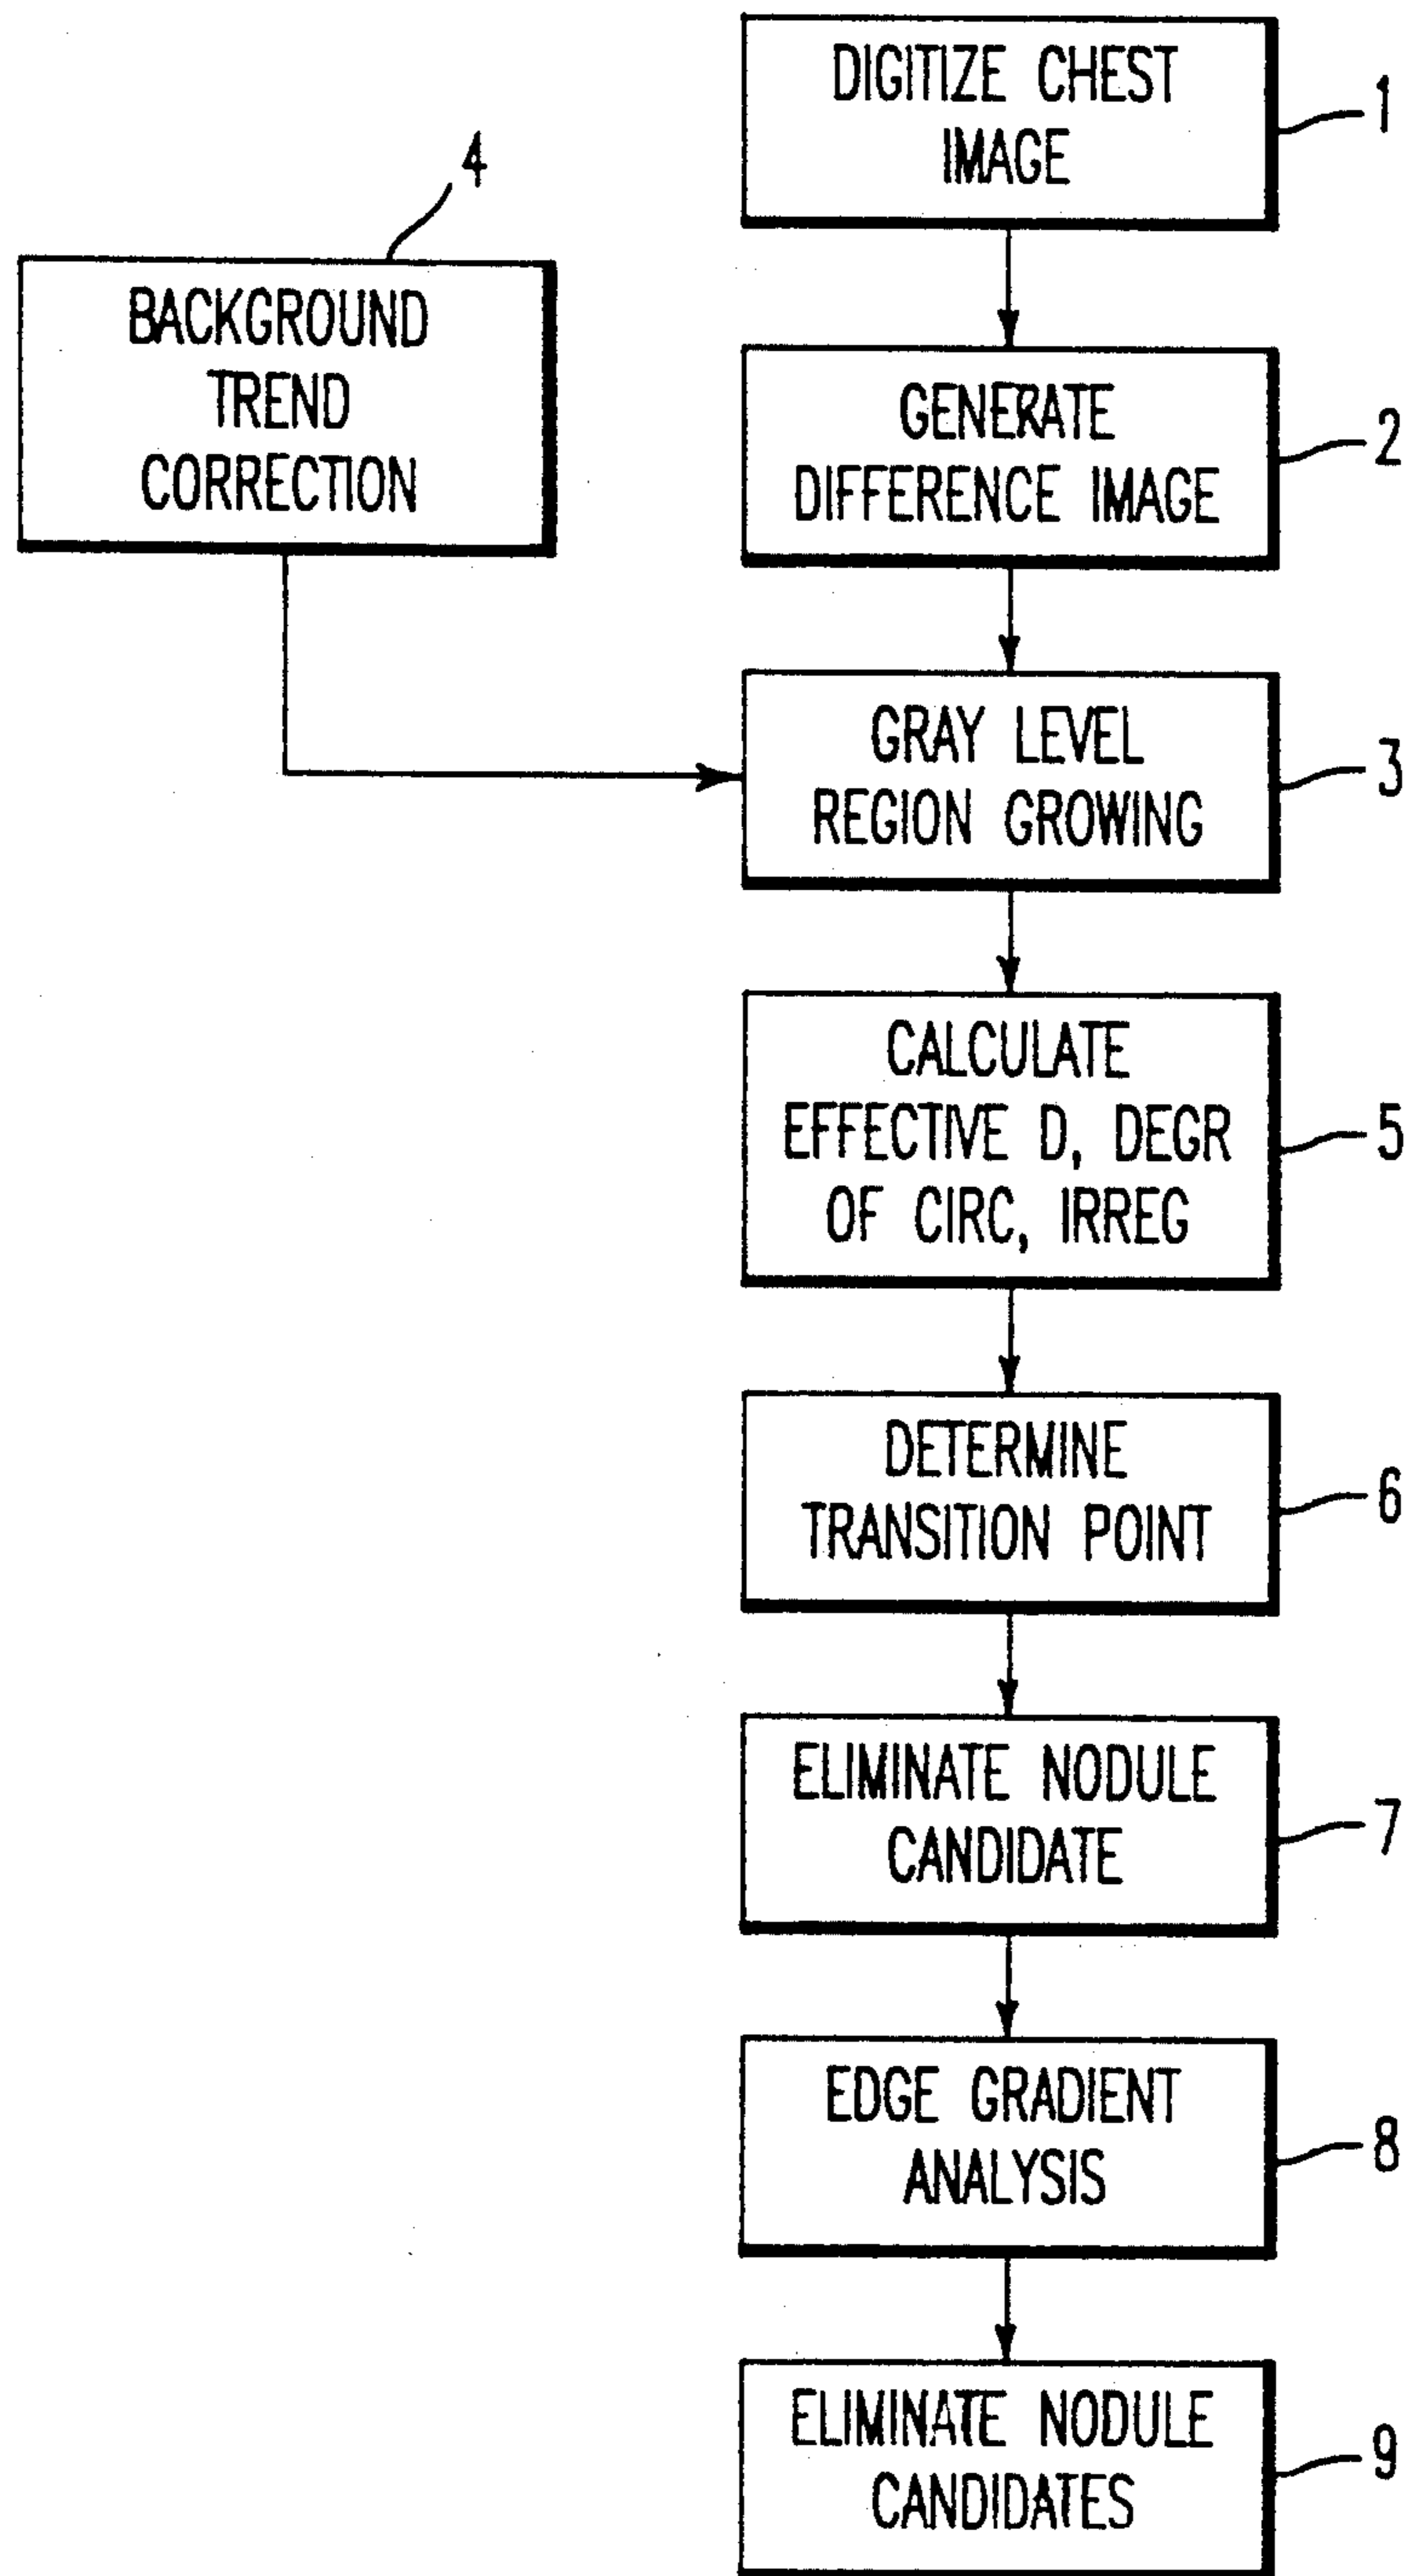 DIGITIZE CHEST
IMAGE
1
4
BACKGROUND
TREND
CORRECTION
GENERATE
DIFFERENCE IMAGE
2
GRAY LEVEL
REGION GROWING
3
CALCULATE
EFFECTIVE D, DEGR
OF CIRC, IRREG
5
DETERMINE
TRANSITION POINT
6
ELIMINATE NODULE
CANDIDATE
7
EDGE GRADIENT
ANALYSIS
8
ELIMINATE NODULE
CANDIDATES
9